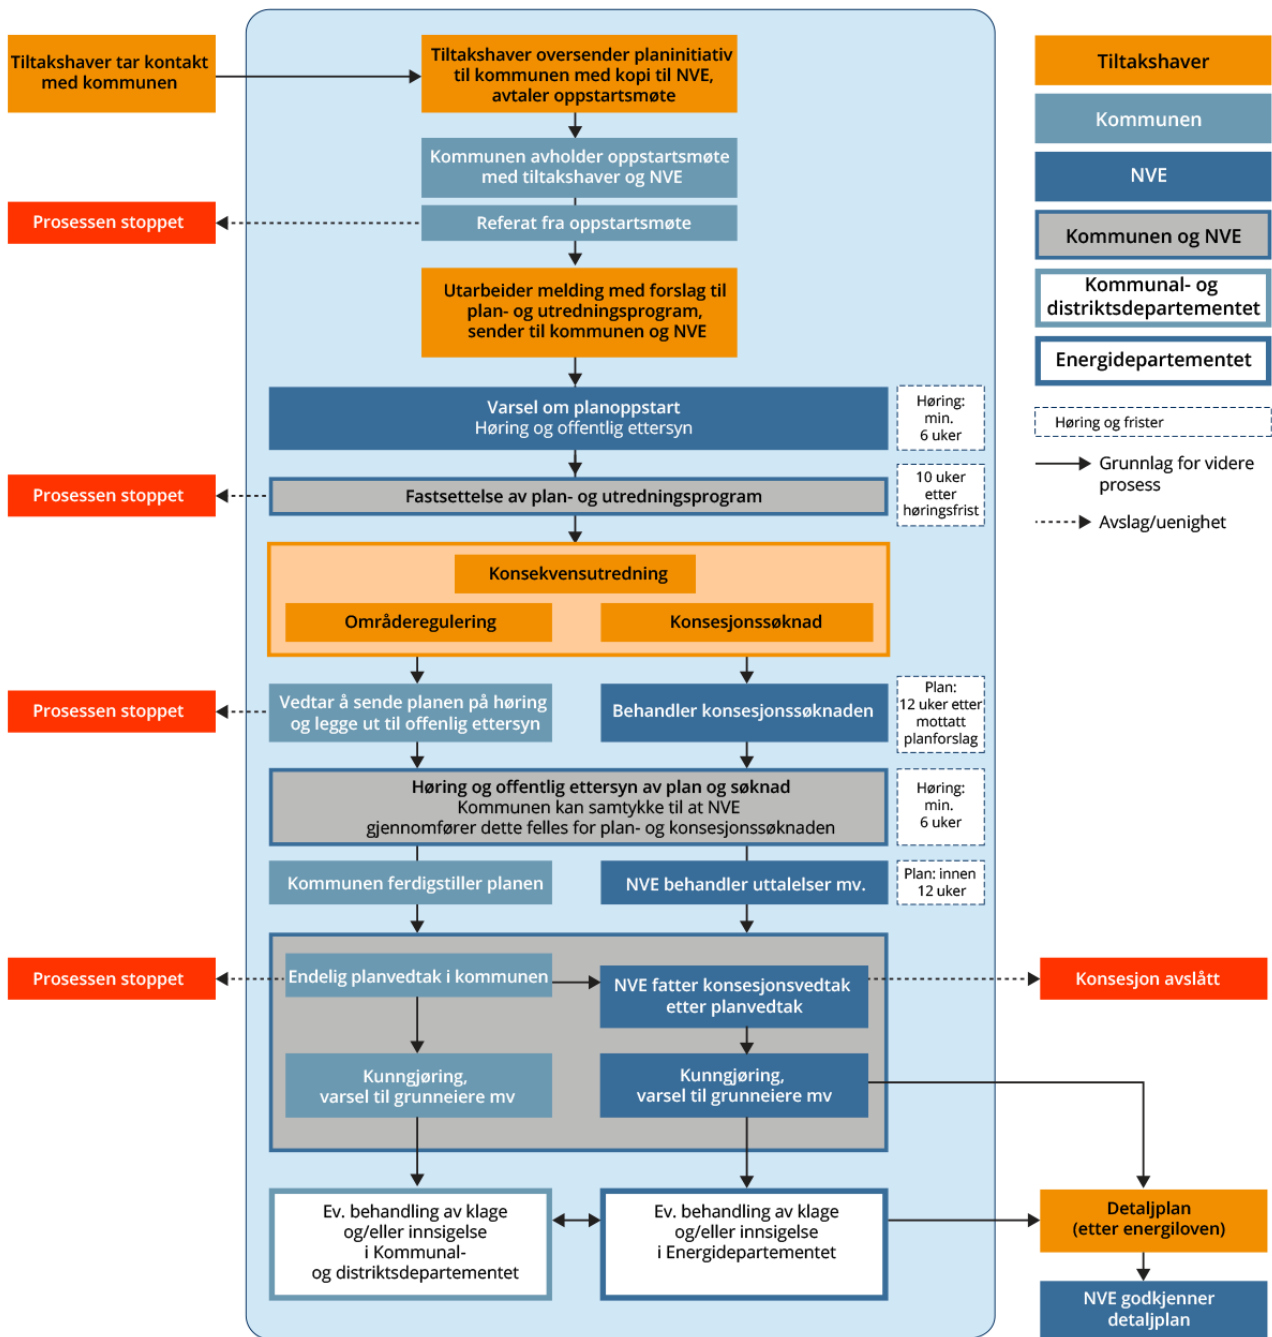 Tiltakshaver tar kontakt
med kommunen
Tiltakshaver oversender planinitiativ
til kommunen med kopi til NVE,
avtaler oppstartsmøte
Kommunen avholder oppstartsmøte
med tiltakshaver og NVE
Prosessen stoppet
Referat fra oppstartsmøte
Utarbeider melding med forslag til
plan- og utredningsprogram,
sender til kommunen og NVE
Varsel om planoppstart
Høring og offentlig ettersyn
Høring:
min.
6 uker
Prosessen stoppet
Fastsettelse av plan- og utredningsprogram
10 uker
etter
høringsfrist
Konsekvensutredning
Områderegulering
Konsesjonssøknad
Prosessen stoppet
Vedtar å sende planen på høring
og legge ut til offenlig ettersyn
Behandler konsesjonssøknaden
Plan:
12 uker etter
mottatt
planforslag
Høring og offentlig ettersyn av plan og søknad
Kommunen kan samtykke til at NVE
gjennomfører dette felles for plan- og konsesjonssøknaden
Høring:
min.
6 uker
Kommunen ferdigstiller planen
NVE behandler uttalelser mv.
Plan: innen
12 uker
Prosessen stoppet
Endelig planvedtak i kommunen
NVE fatter konsesjonsvedtak
etter planvedtak
Konsesjon avslått
Kunngjøring,
varsel til grunneiere mv
Kunngjøring,
varsel til grunneiere mv
Ev. behandling av klage
og/eller innsigelse
i Kommunal-
og distriktsdepartementet
Ev. behandling av klage
og/eller innsigelse
i Energidepartementet
Detaljplan
(etter energiloven)
NVE godkjenner
detaljplan
Tiltakshaver
Kommunen
NVE
Kommunen og NVE
Kommunal- og
distriktsdepartementet
Energidepartementet
Høring og frister
Grunnlag for videre
prosess
Avslag/uenighet